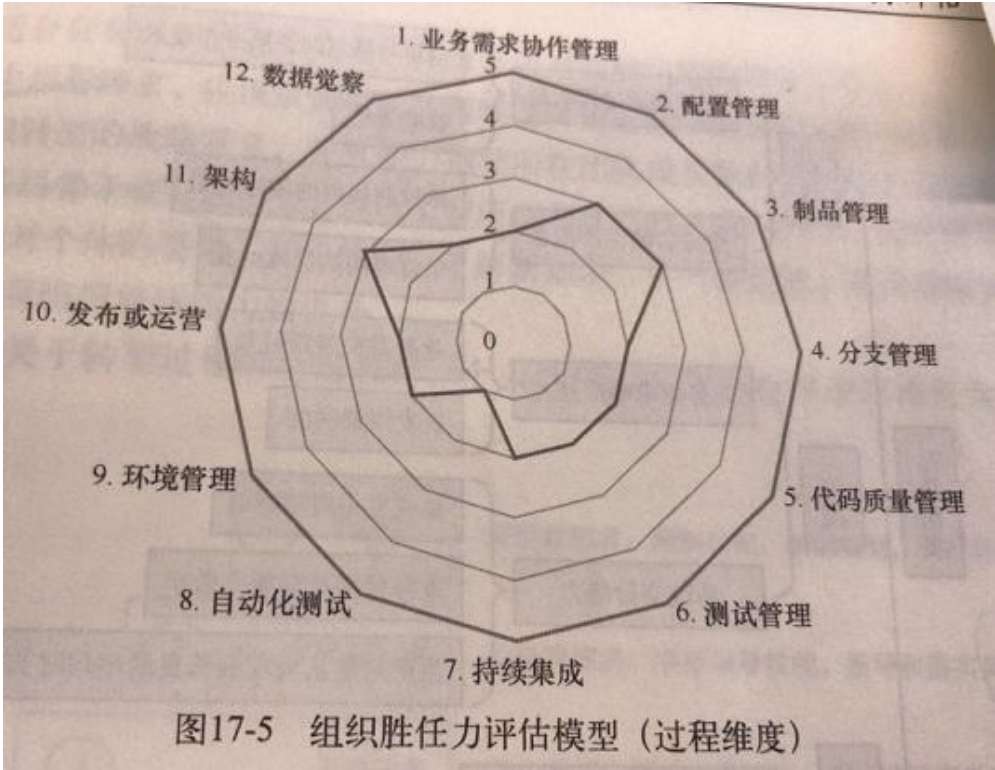 1. 业务需求协作管理
12. 数据觉察
2. 配置管理
11. 架构
3. 制品管理
10. 发布或运营
4. 分支管理
9. 环境管理
5. 代码质量管理
8. 自动化测试
6. 测试管理
7. 持续集成
5
4
3
2
1
0
图17-5 组织胜任力评估模型（过程维度）